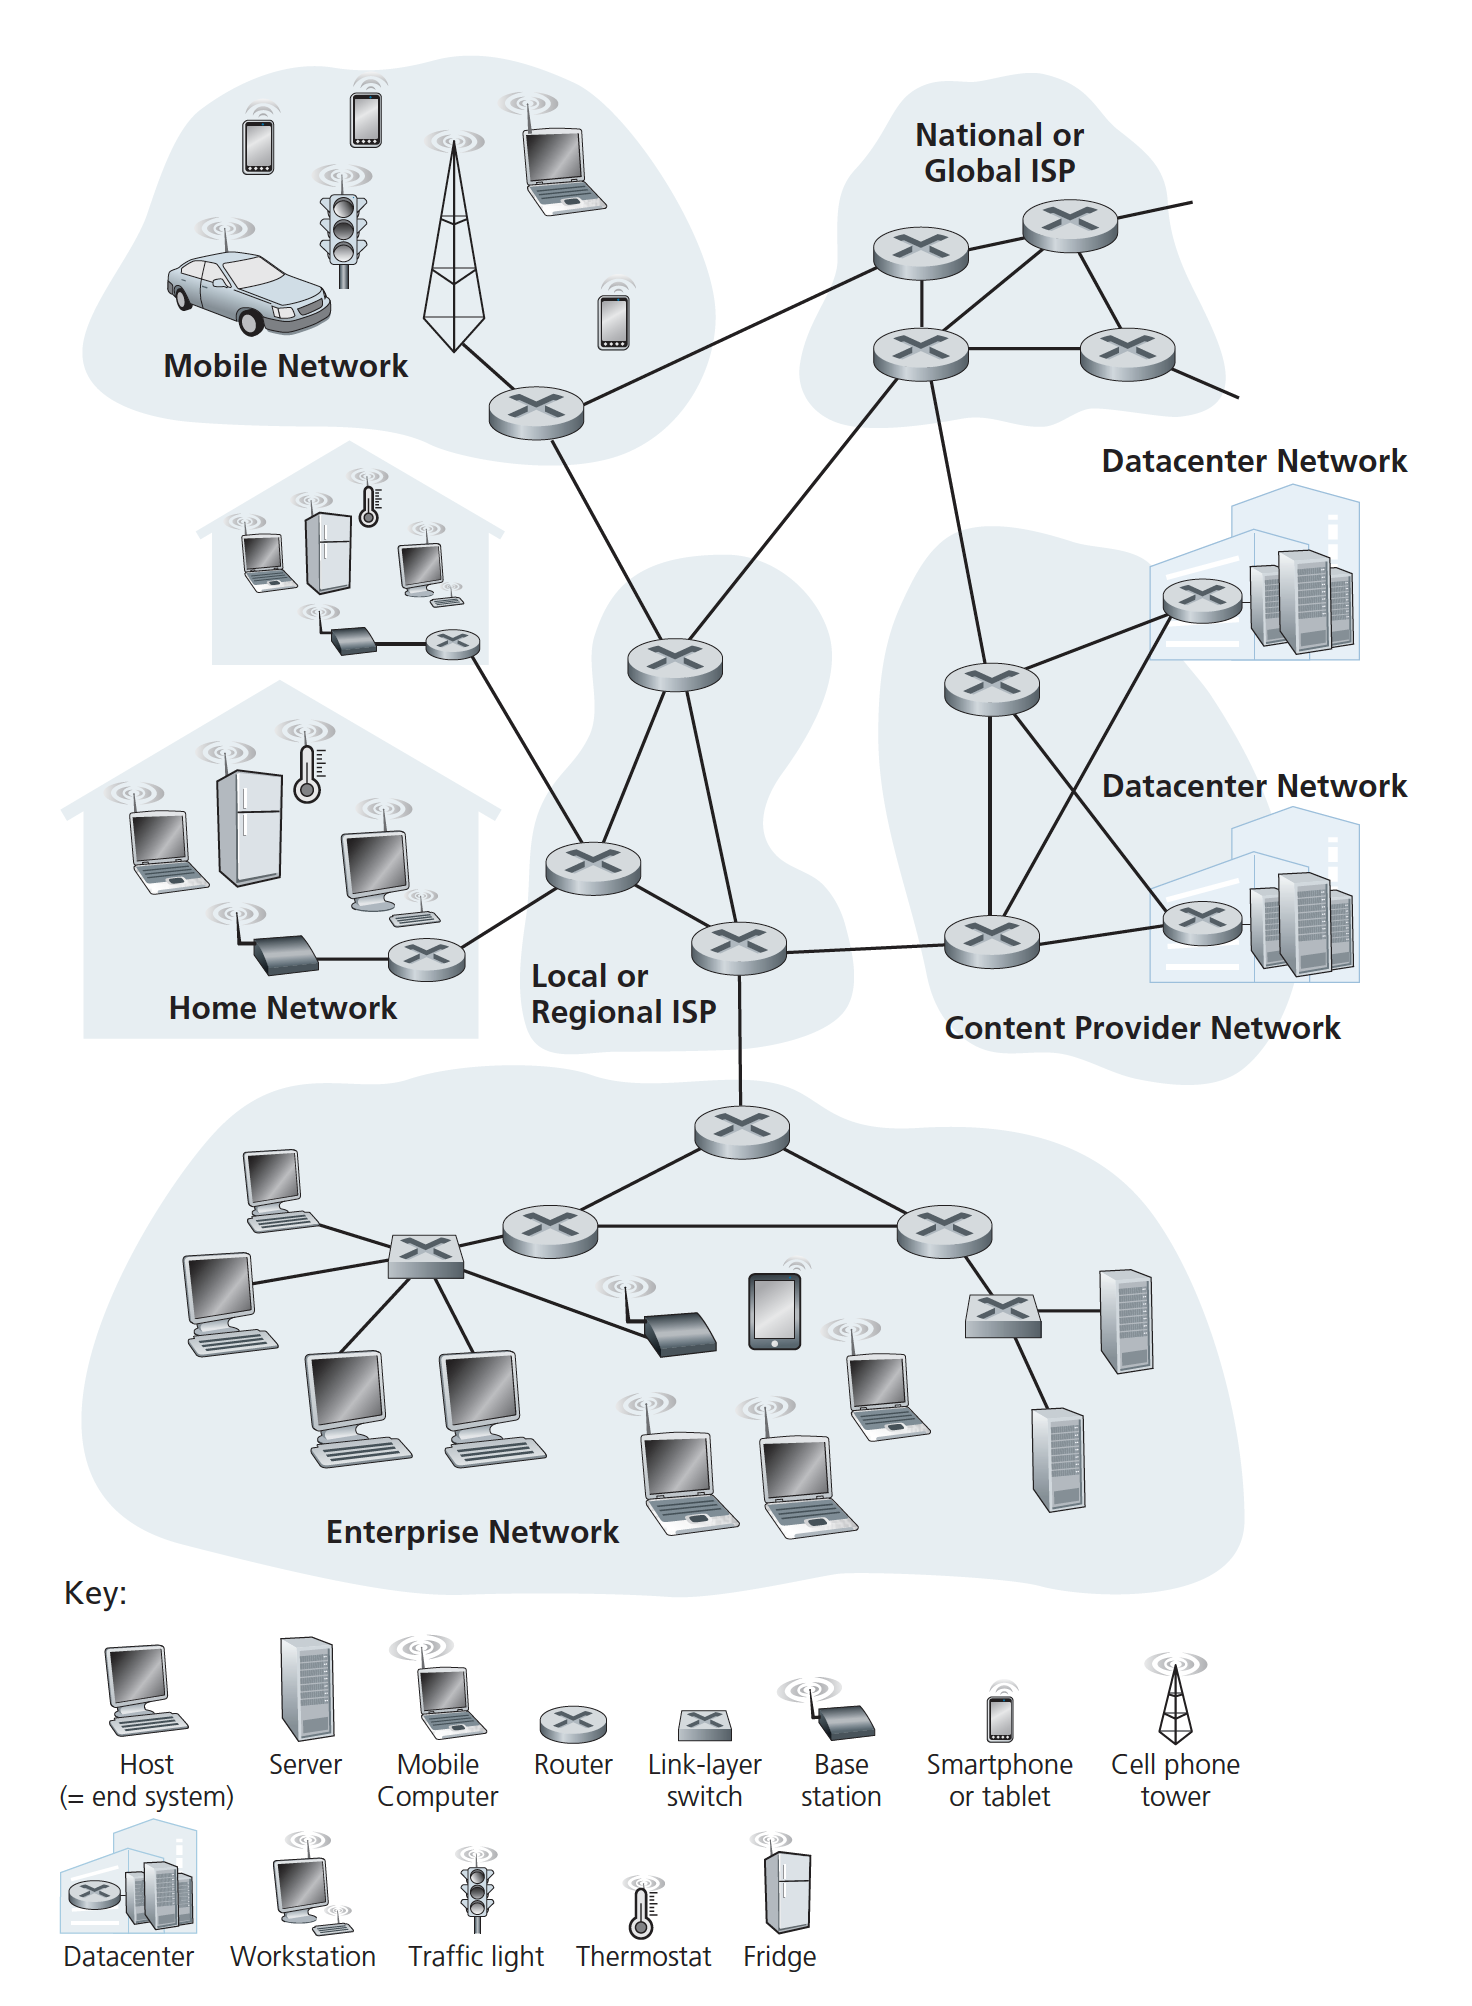 National or
Global ISP
Mobile Network
Datacenter Network
Datacenter Network
Local or
Regional ISP
Home Network
Content Provider Network
Enterprise Network
Key:
Host
(= end system)
Server
Mobile
Computer
Router
Link-layer
switch
Base
station
Smartphone
or tablet
Cell phone
tower
Datacenter
Workstation
Traffic light
Thermostat
Fridge